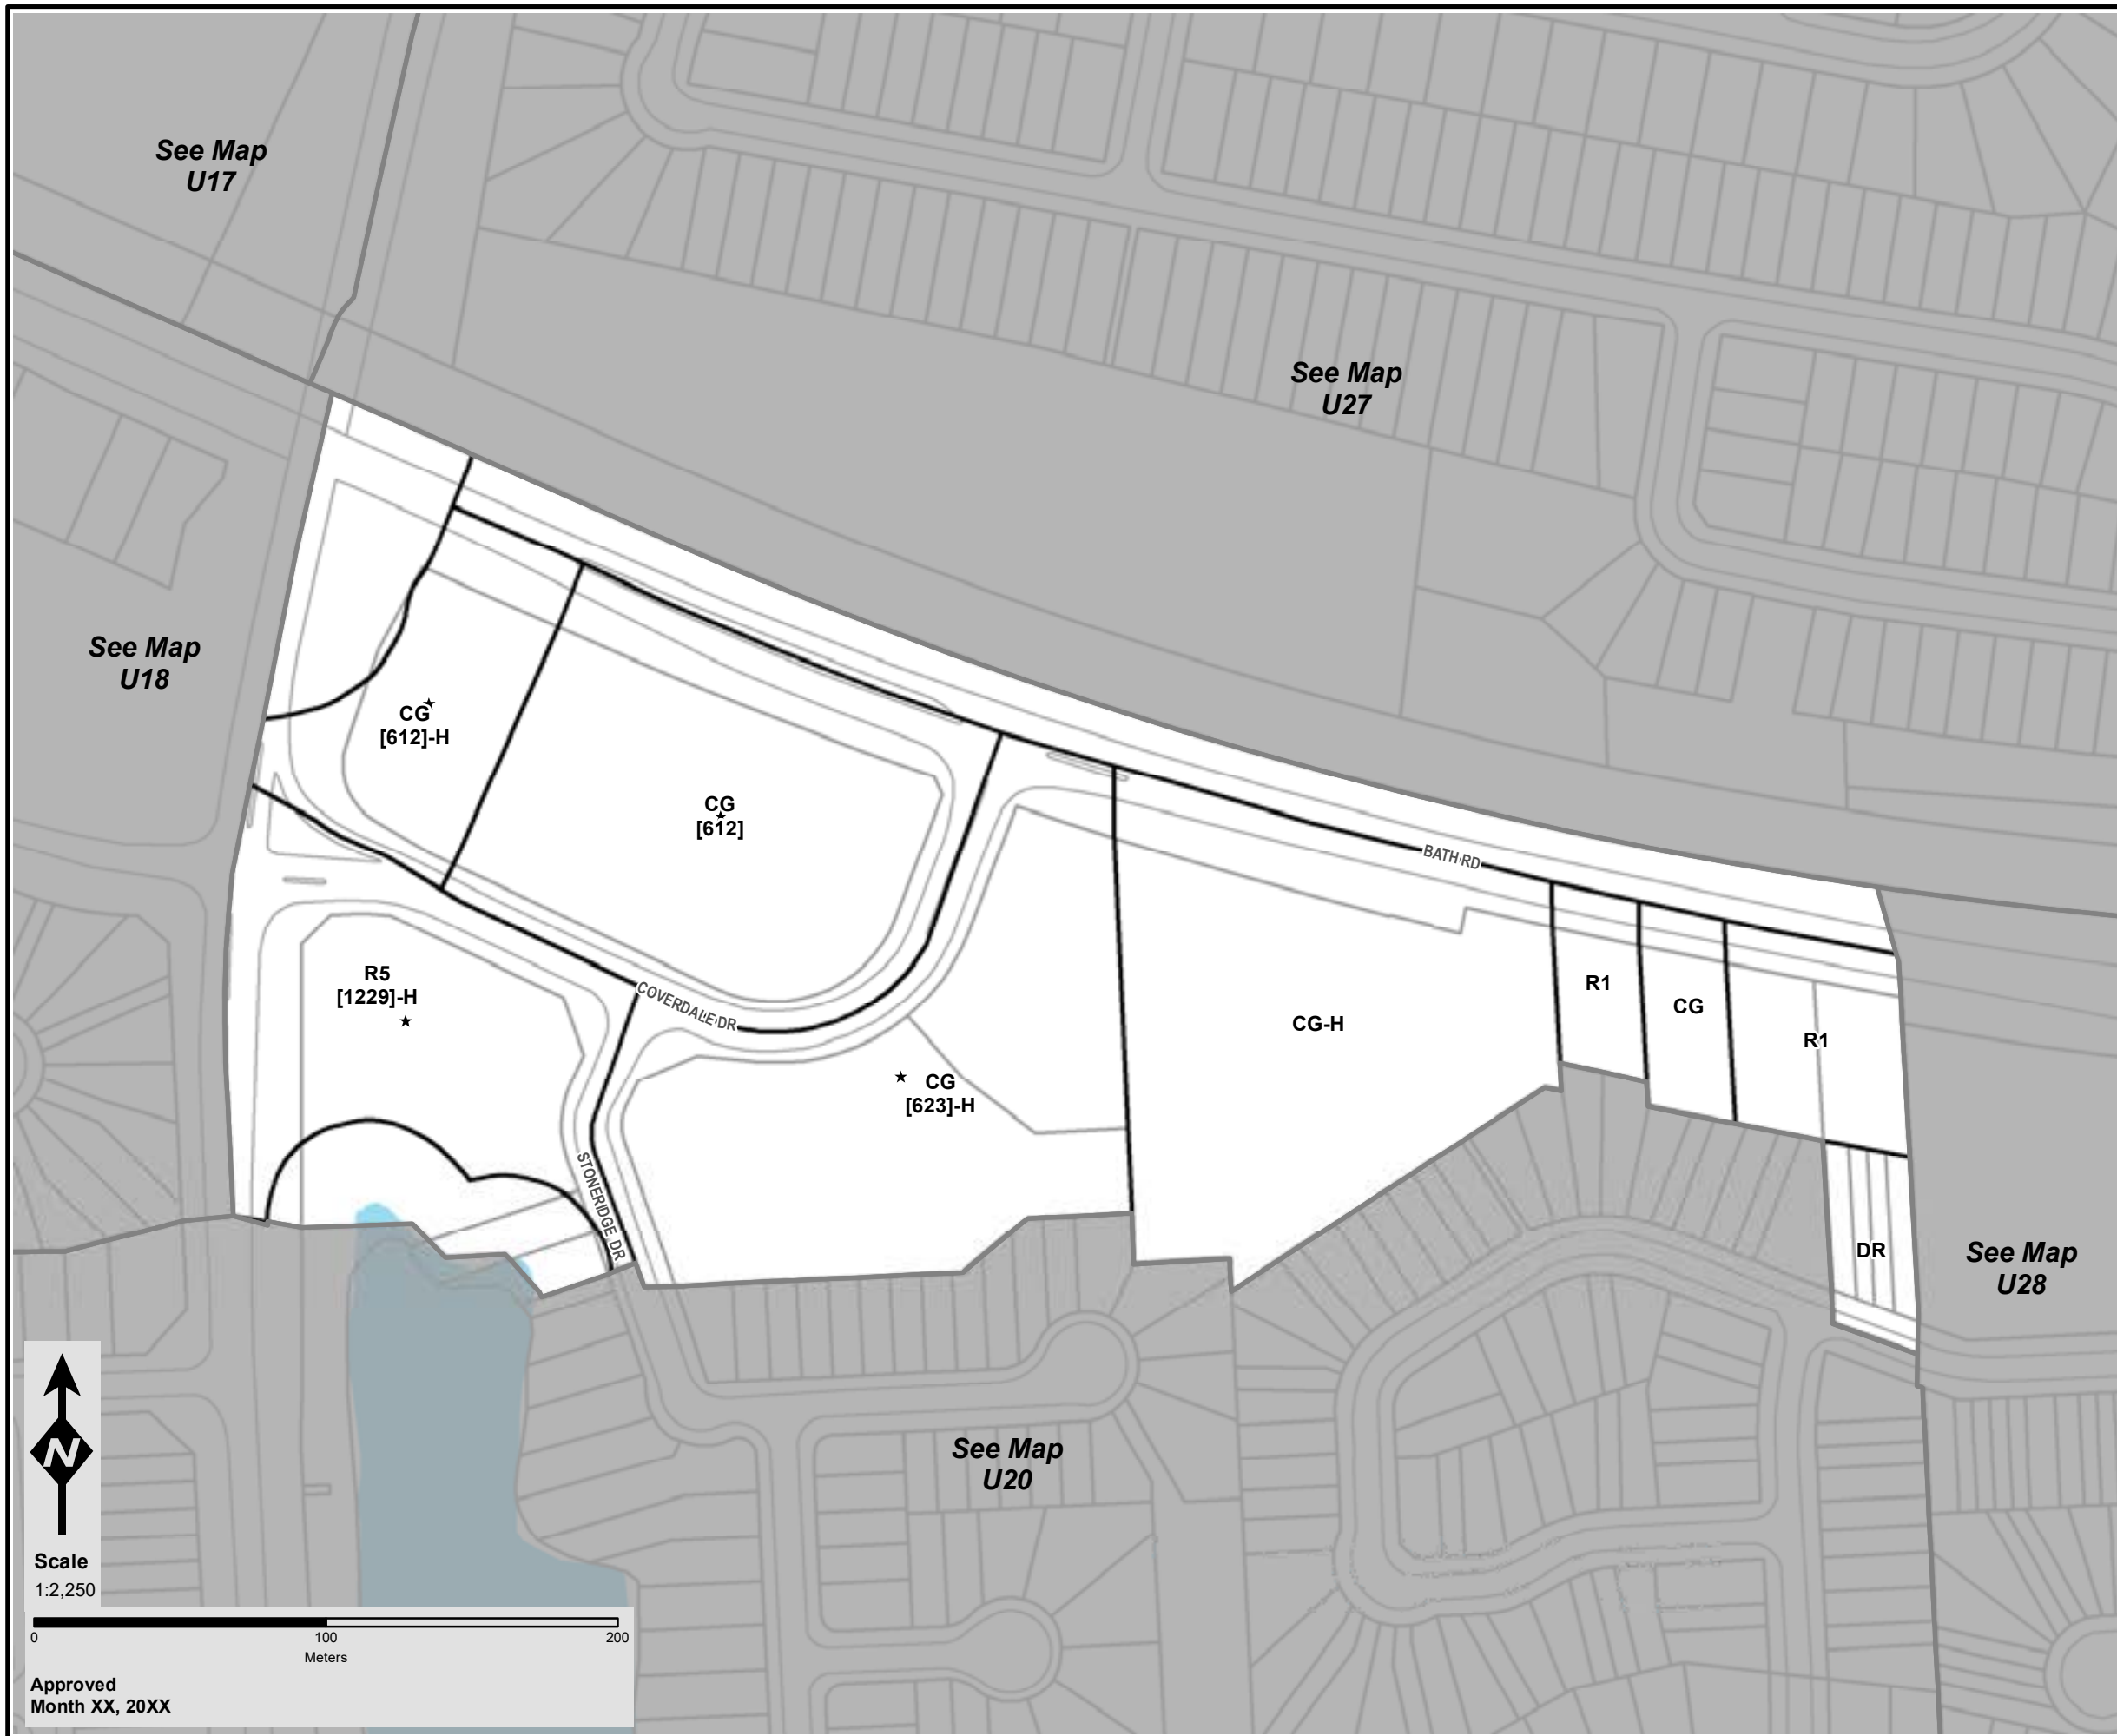 See Map
U17
See Map
U27
See Map
U18
CG
[612]-H
CG
[612]
BATH RD
R5
[1229]-H
COVERDALE DR
CG-H
R1
CG
R1
CG
[623]-H
STONERIDGE DR
DR
See Map
U28
See Map
U20
N
Scale
1:2,250
0 100 200
Meters
Approved
Month XX, 20XX